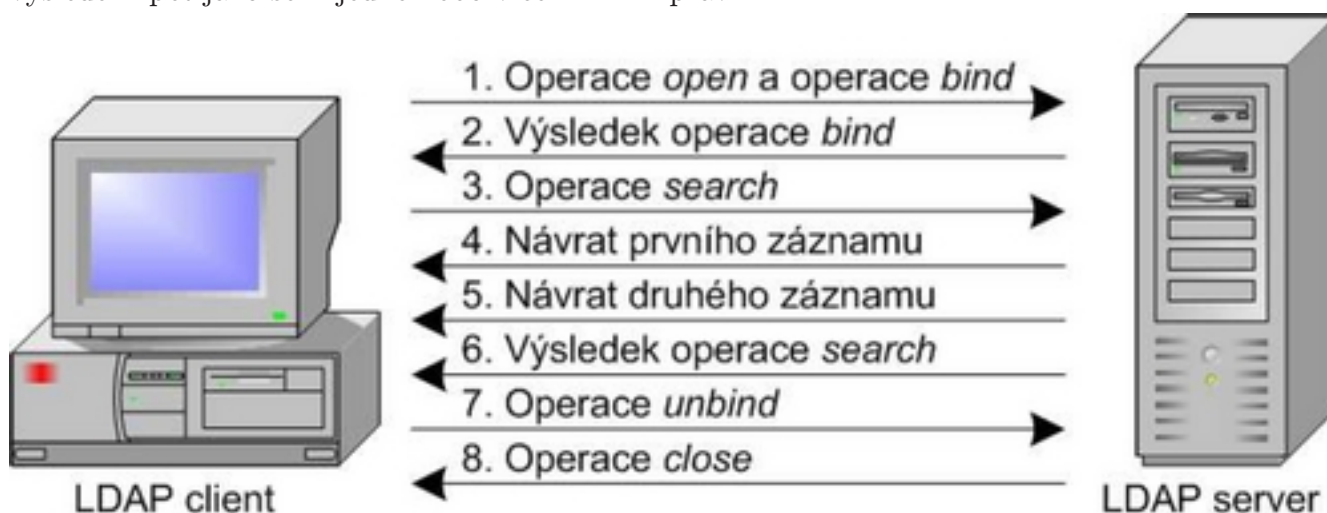 1. Operace open a operace bind
2. Výsledek operace bind
3. Operace search
4. Návrat prvního záznamu
5. Návrat druhého záznamu
6. Výsledek operace search
7. Operace unbind
8. Operace close
LDAP client
LDAP server